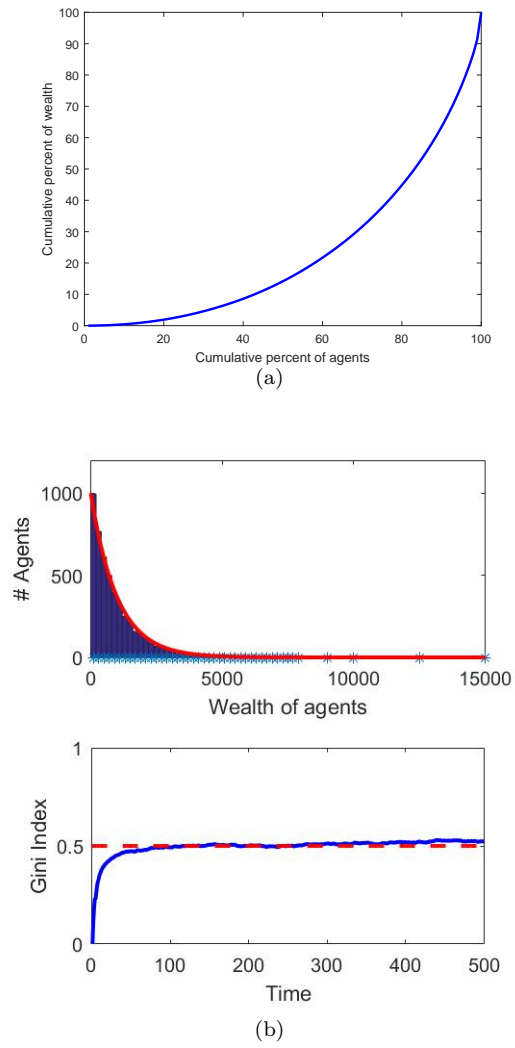 100
90
80
70
60
50
40
30
20
10
0
Cumulative percent of wealth
0 20 40 60 80 100
Cumulative percent of agents
(a)
1000
500
0
# Agents
0 5000 10000 15000
Wealth of agents
1
0.5
0
Gini Index
0 100 200 300 400 500
Time
(b)